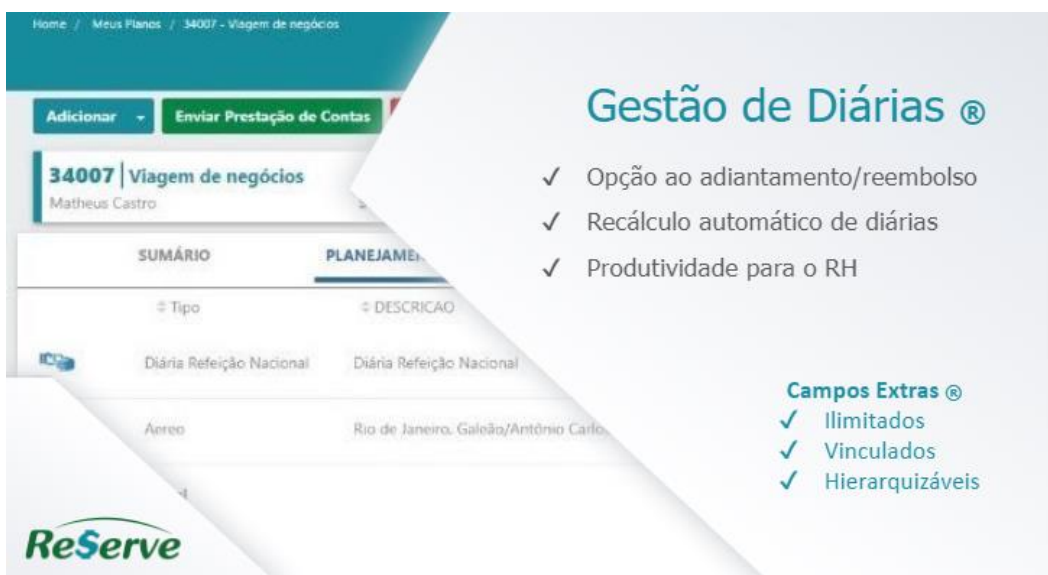 Home / Meus Planos / 34007 - Viagem de negócios
Adicionar
Enviar Prestação de Contas
34007 | Viagem de negócios
Matheus Castro
SUMÁRIO
PLANEJAME
Tipo
DESCRICAO
Diária Refeição Nacional
Diária Refeição Nacional
Aereo
Rio de Janeiro, Galeão/Antônio Carlo
Gestão de Diárias ®
✓ Opção ao adiantamento/reembolso
✓ Recálculo automático de diárias
✓ Produtividade para o RH
Campos Extras ®
✓ Ilimitados
✓ Vinculados
✓ Hierarquizáveis
ReServe